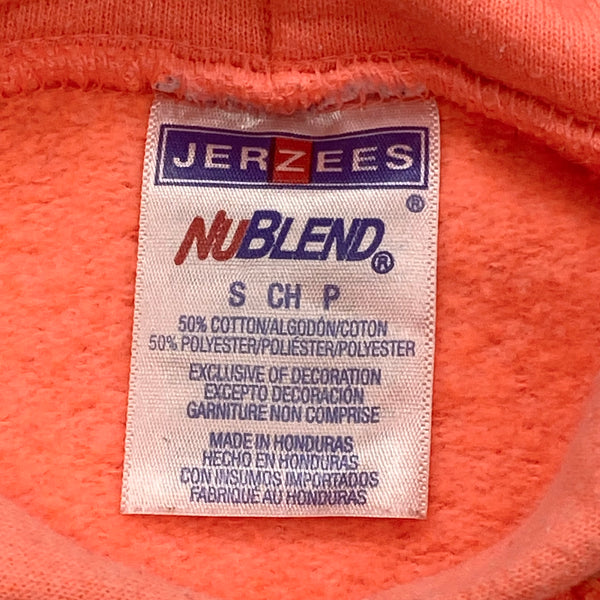 JERZEES
®
NUBLEND®
S CH P
50% COTTON/ALGODÓN/COTON
50% POLYESTER/POLIÉSTER/POLYESTER
EXCLUSIVE OF DECORATION
EXCEPTO DECORACIÓN
GARNITURE NON COMPRISE
MADE IN HONDURAS
HECHO EN HONDURAS
CON INSUMOS IMPORTADOS
FABRIQUÉ AU HONDURAS